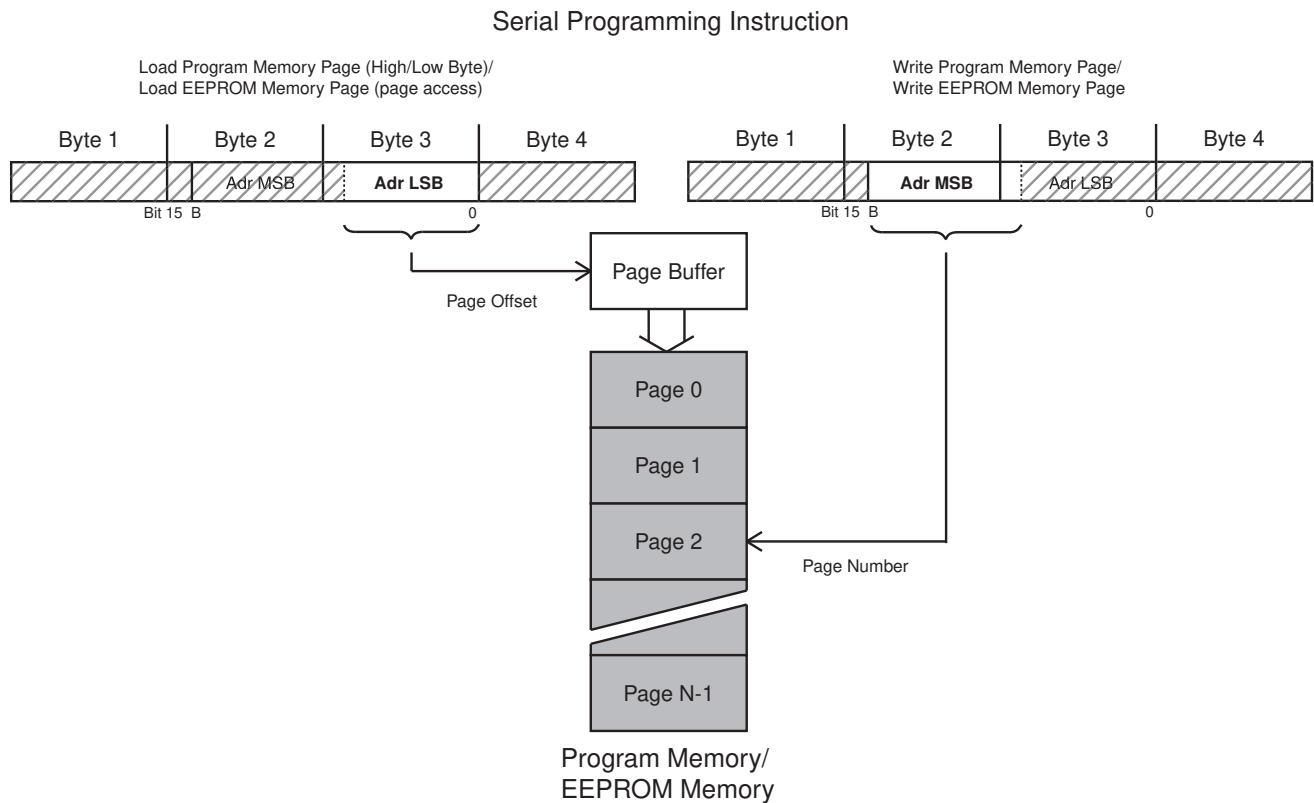 Serial Programming Instruction
Load Program Memory Page (High/Low Byte)/
Load EEPROM Memory Page (page access)
Write Program Memory Page/
Write EEPROM Memory Page
Byte 1 Byte 2 Byte 3 Byte 4
Byte 1 Byte 2 Byte 3 Byte 4
Adr MSB Adr LSB
Adr MSB Adr LSB
Bit 15 B 0
Bit 15 B 0
Page Buffer
Page Offset
Page 0
Page 1
Page 2
Page Number
Page N-1
Program Memory/
EEPROM Memory